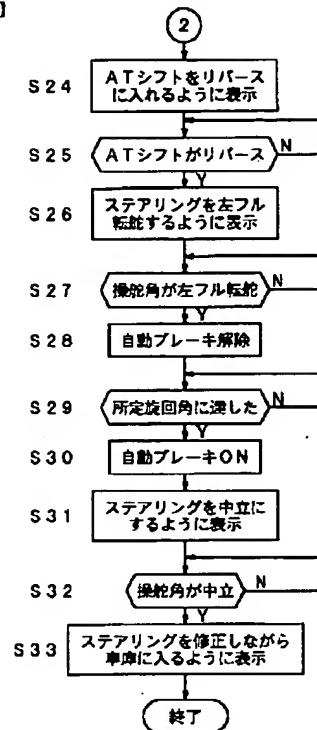 】
2
S24
ATシフトをリバース
に入れるように表示
S25
ATシフトがリバース
N
Y
S26
ステアリングを左フル
転舵するように表示
S27
操舵角が左フル転舵
N
Y
S28
自動ブレーキ解除
S29
所定旋回角に達した
N
Y
S30
自動ブレーキON
S31
ステアリングを中立に
するように表示
S32
操舵角が中立
N
Y
S33
ステアリングを修正しながら
車庫に入るように表示
終了